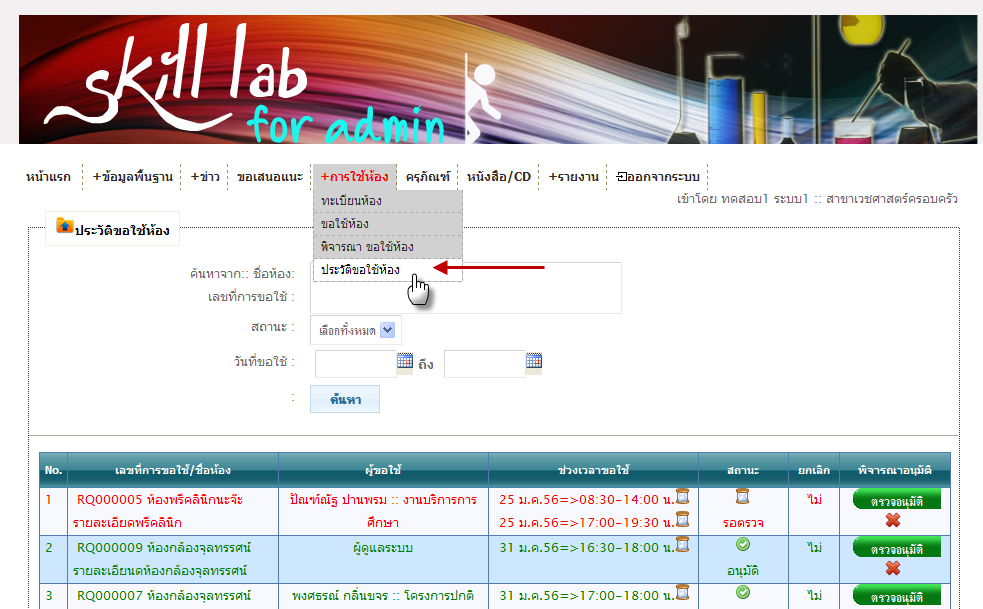 skill lab
for admin
หน้าแรก +ข้อมูลพื้นฐาน +ข่าว ขอเสนอแนะ +การใช้ห้อง ครุภัณฑ์ หนังสือ/CD +รายงาน ออกจากระบบ
ทะเบียนห้อง
ขอใช้ห้อง
พิจารณา ขอใช้ห้อง
ประวัติขอใช้ห้อง
เข้าโดย ทดสอบ1 ระบบ1 :: สาขาเวชศาสตร์ครอบครัว
ประวัติขอใช้ห้อง
ค้นหาจาก:: ชื่อห้อง:
เลขที่การขอใช้ :
สถานะ : เลือกทั้งหมด
วันที่ขอใช้ : ถึง
:
ค้นหา
No. เลขที่การขอใช้/ชื่อห้อง ผู้ขอใช้ ช่วงเวลาขอใช้ สถานะ ยกเลิก พิจารณาอนุมัติ
1 RQ000005 ห้องพรีคลินิกนะจ๊ะ ปัณฑ์ณัฐ ปานพรม :: งานบริการการ 25 ม.ค.56=>08:30-14:00 น. ไม่ ตรวจอนุมัติ
รายละเอียดพรีคลินิก ศึกษา 25 ม.ค.56=>17:00-19:30 น. รอตรวจ
2 RQ000009 ห้องกล้องจุลทรรศน์ ผู้ดูแลระบบ 31 ม.ค.56=>16:30-18:00 น. ไม่ ตรวจอนุมัติ
รายละเอียนดห้องกล้องจุลทรรศน์ อนุมัติ
3 RQ000007 ห้องกล้องจุลทรรศน์ พงศธรณ์ กลิ่นขจร :: โครงการปกติ 31 ม.ค.56=>17:00-18:00 น. ไม่ ตรวจอนุมัติ